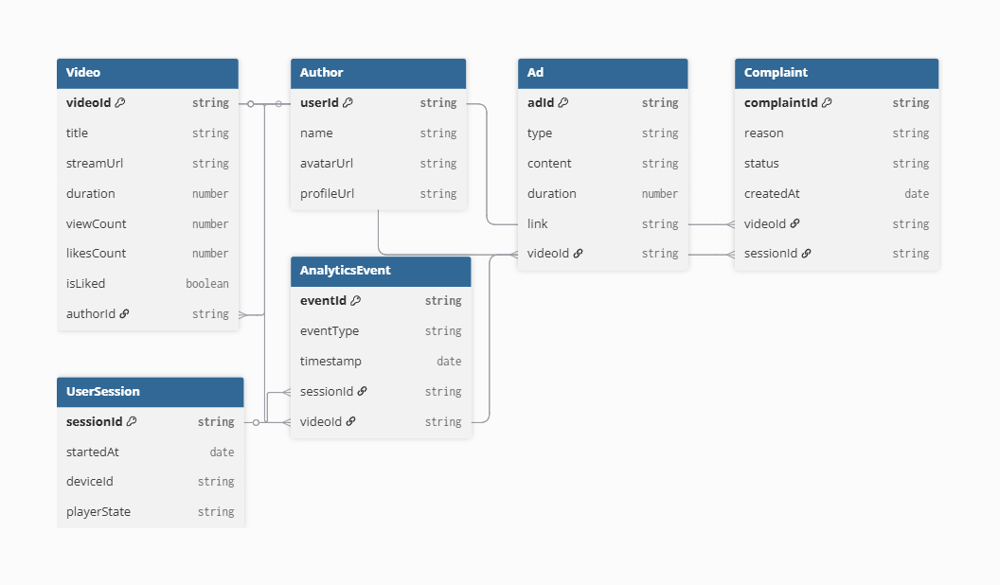 Video
videoId string
title string
streamUrl string
duration number
viewCount number
likesCount number
isLiked boolean
authorId string
Author
userId string
name string
avatarUrl string
profileUrl string
Ad
adId string
type string
content string
duration number
link string
videoId string
Complaint
complaintId string
reason string
status string
createdAt date
videoId string
sessionId string
AnalyticsEvent
eventId string
eventType string
timestamp date
sessionId string
videoId string
UserSession
sessionId string
startedAt date
deviceId string
playerState string